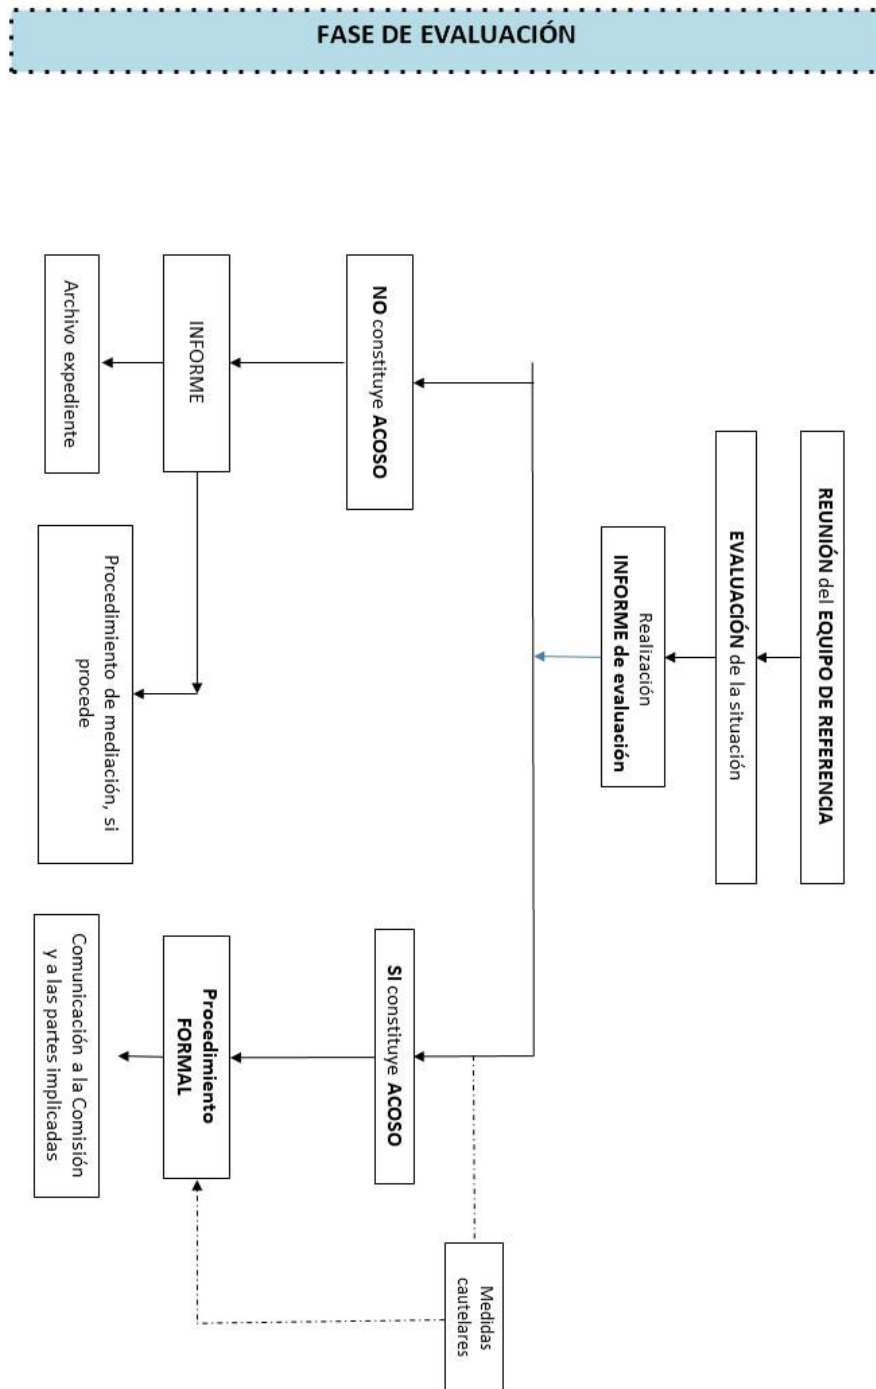 FASE DE EVALUACIÓN
REUNIÓN del EQUIPO DE REFERENCIA
EVALUACIÓN de la situación
Realización
INFORME de evaluación
NO constituye ACOSO
INFORME
Archivo expediente
Procedimiento de mediación, si
procede
SI constituye ACOSO
Procedimiento
FORMAL
Comunicación a la Comisión
y a las partes implicadas
Medidas
cautelares